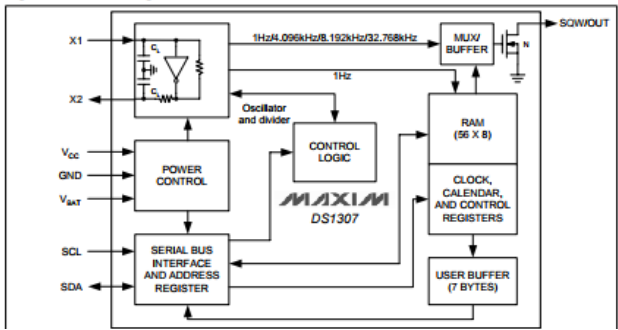 X1
X2
CL
CL
1Hz/4.096kHz/8.192kHz/32.768kHz
1Hz
MUX/
BUFFER
N
SQW/OUT
Oscillator
and divider
CONTROL
LOGIC
RAM
(56 X 8)
VCC
GND
VBAT
POWER
CONTROL
MAXIM
DS1307
CLOCK,
CALENDAR,
AND CONTROL
REGISTERS
SCL
SDA
SERIAL BUS
INTERFACE
AND ADDRESS
REGISTER
USER BUFFER
(7 BYTES)